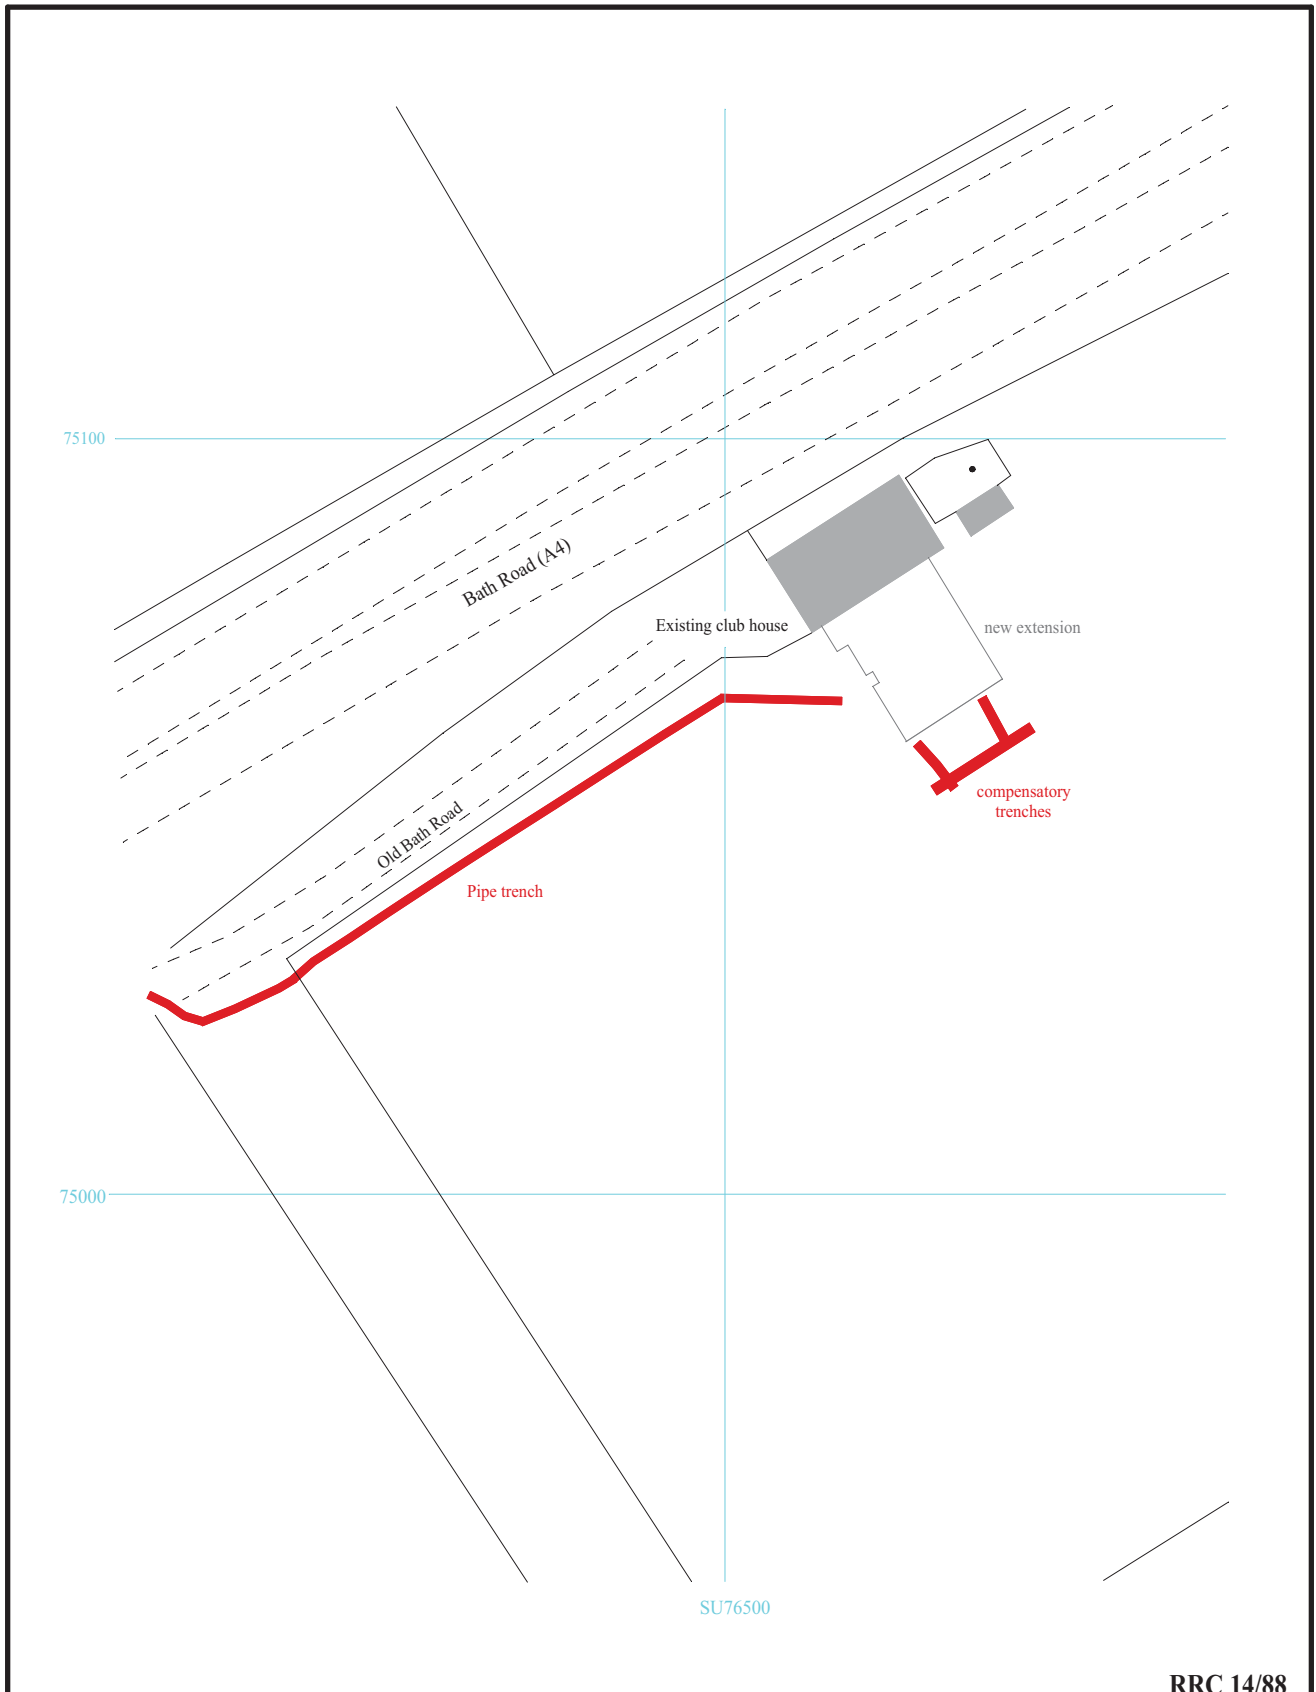 75100
Bath Road (A4)
Existing club house
new extension
compensatory
trenches
Old Bath Road
Pipe trench
75000
SU76500
RRC 14/88